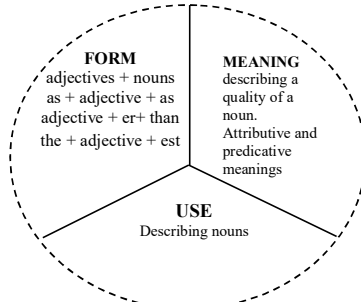 FORM
adjectives + nouns
as + adjective + as
adjective + er+ than
the + adjective + est
MEANING
describing a
quality of a
noun.
Attributive and
predicative
meanings
USE
Describing nouns